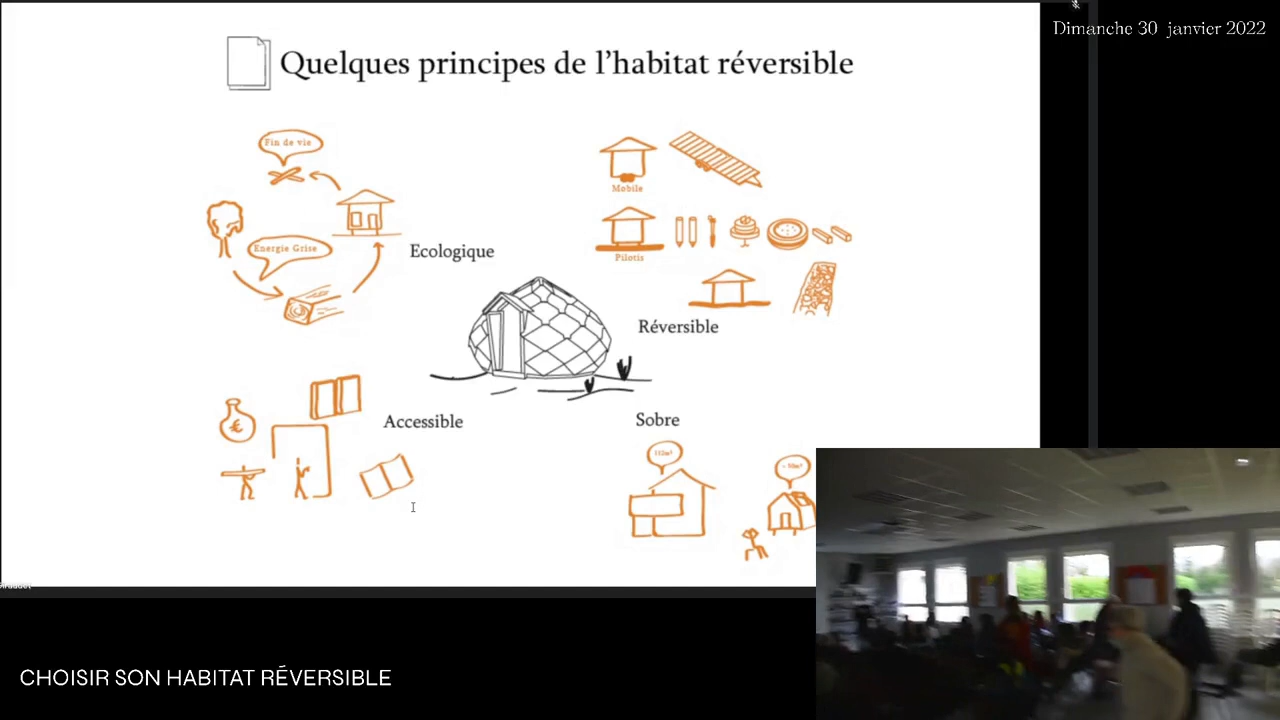 Dimanche 30 janvier 2022
Quelques principes de l'habitat réversible
Fin de vie
Energie Grise
Ecologique
Mobile
Pilotis
Réversible
Accessible
€
Sobre
112m²
CHOISIR SON HABITAT RÉVERSIBLE